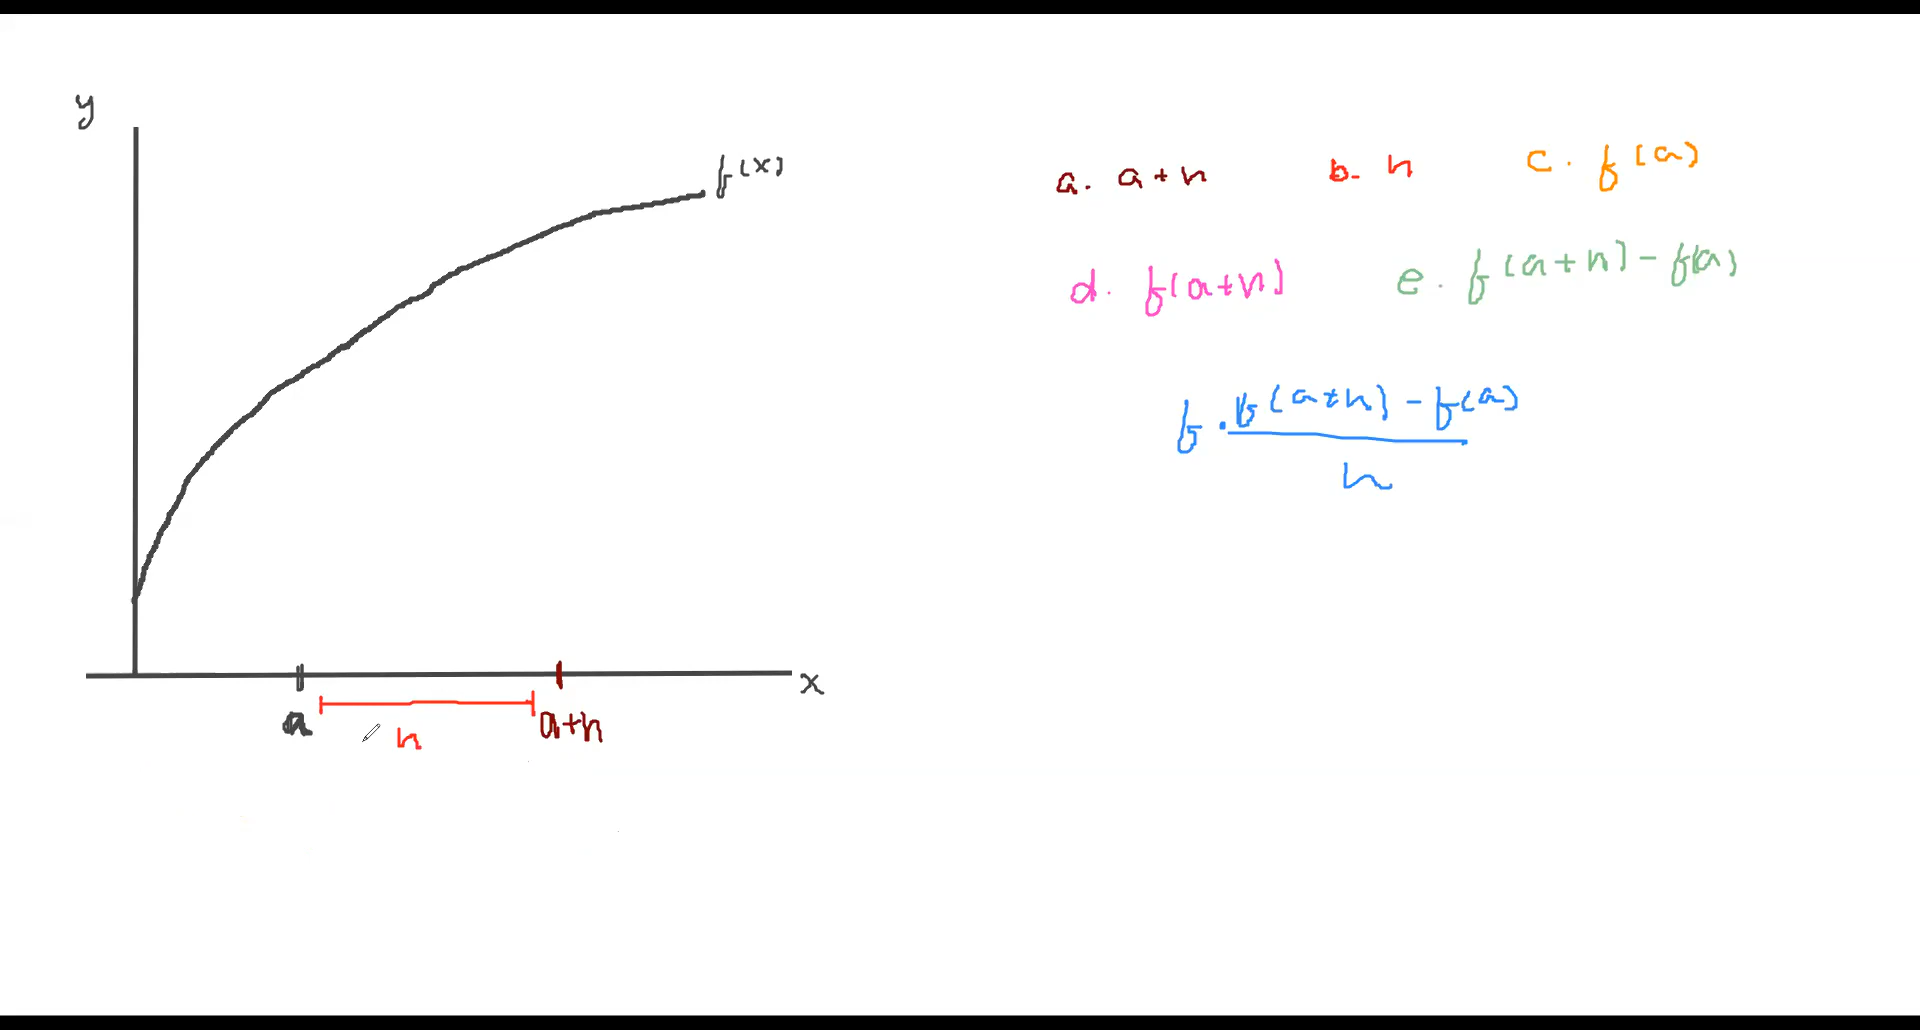 y
f(x)
x
a
h
a+h
a. a+h
b. h
c. f(a)
d. f(a+h)
e. f(a+h)-f(a)
f. f(a+h)-f(a)
h